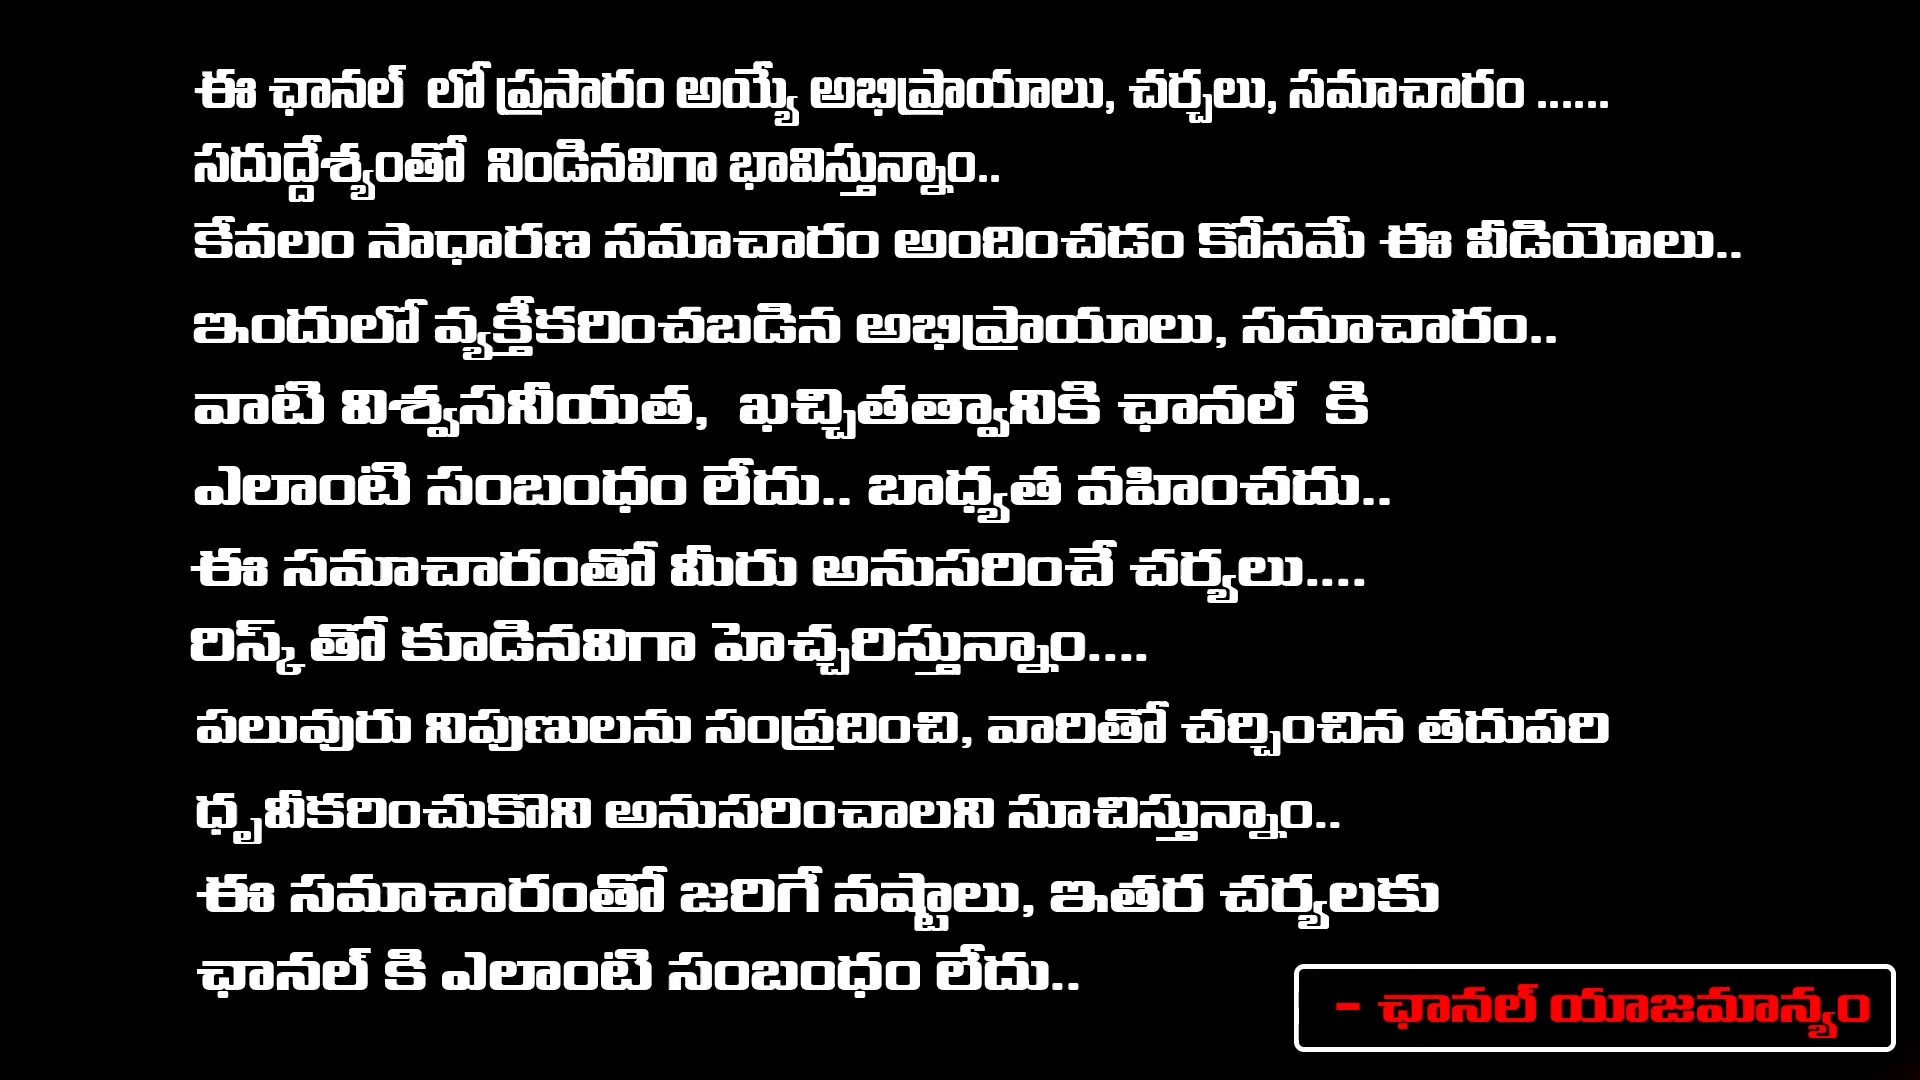 ఈ ఛానల్ లో ప్రసారం అయ్యే అభిప్రాయాలు, చర్చలు, సమాచారం ......
సదుద్దేశ్యంతో నిండినవిగా భావిస్తున్నాం..
కేవలం సాధారణ సమాచారం అందించడం కోసమే ఈ వీడియోలు..
ఇందులో వ్యక్తీకరించబడిన అభిప్రాయాలు, సమాచారం..
వాటి విశ్వసనీయత, ఖచ్చితత్వానికి ఛానల్ కి
ఎలాంటి సంబంధం లేదు.. బాధ్యత వహించదు..
ఈ సమాచారంతో మీరు అనుసరించే చర్యలు....
రిస్క్ తో కూడినవిగా హెచ్చరిస్తున్నాం....
పలువురు నిపుణులను సంప్రదించి, వారితో చర్చించిన తదుపరి
ధృవీకరించుకొని అనుసరించాలని సూచిస్తున్నాం..
ఈ సమాచారంతో జరిగే నష్టాలు, ఇతర చర్యలకు
ఛానల్ కి ఎలాంటి సంబంధం లేదు..
- ఛానల్ యాజమాన్యం